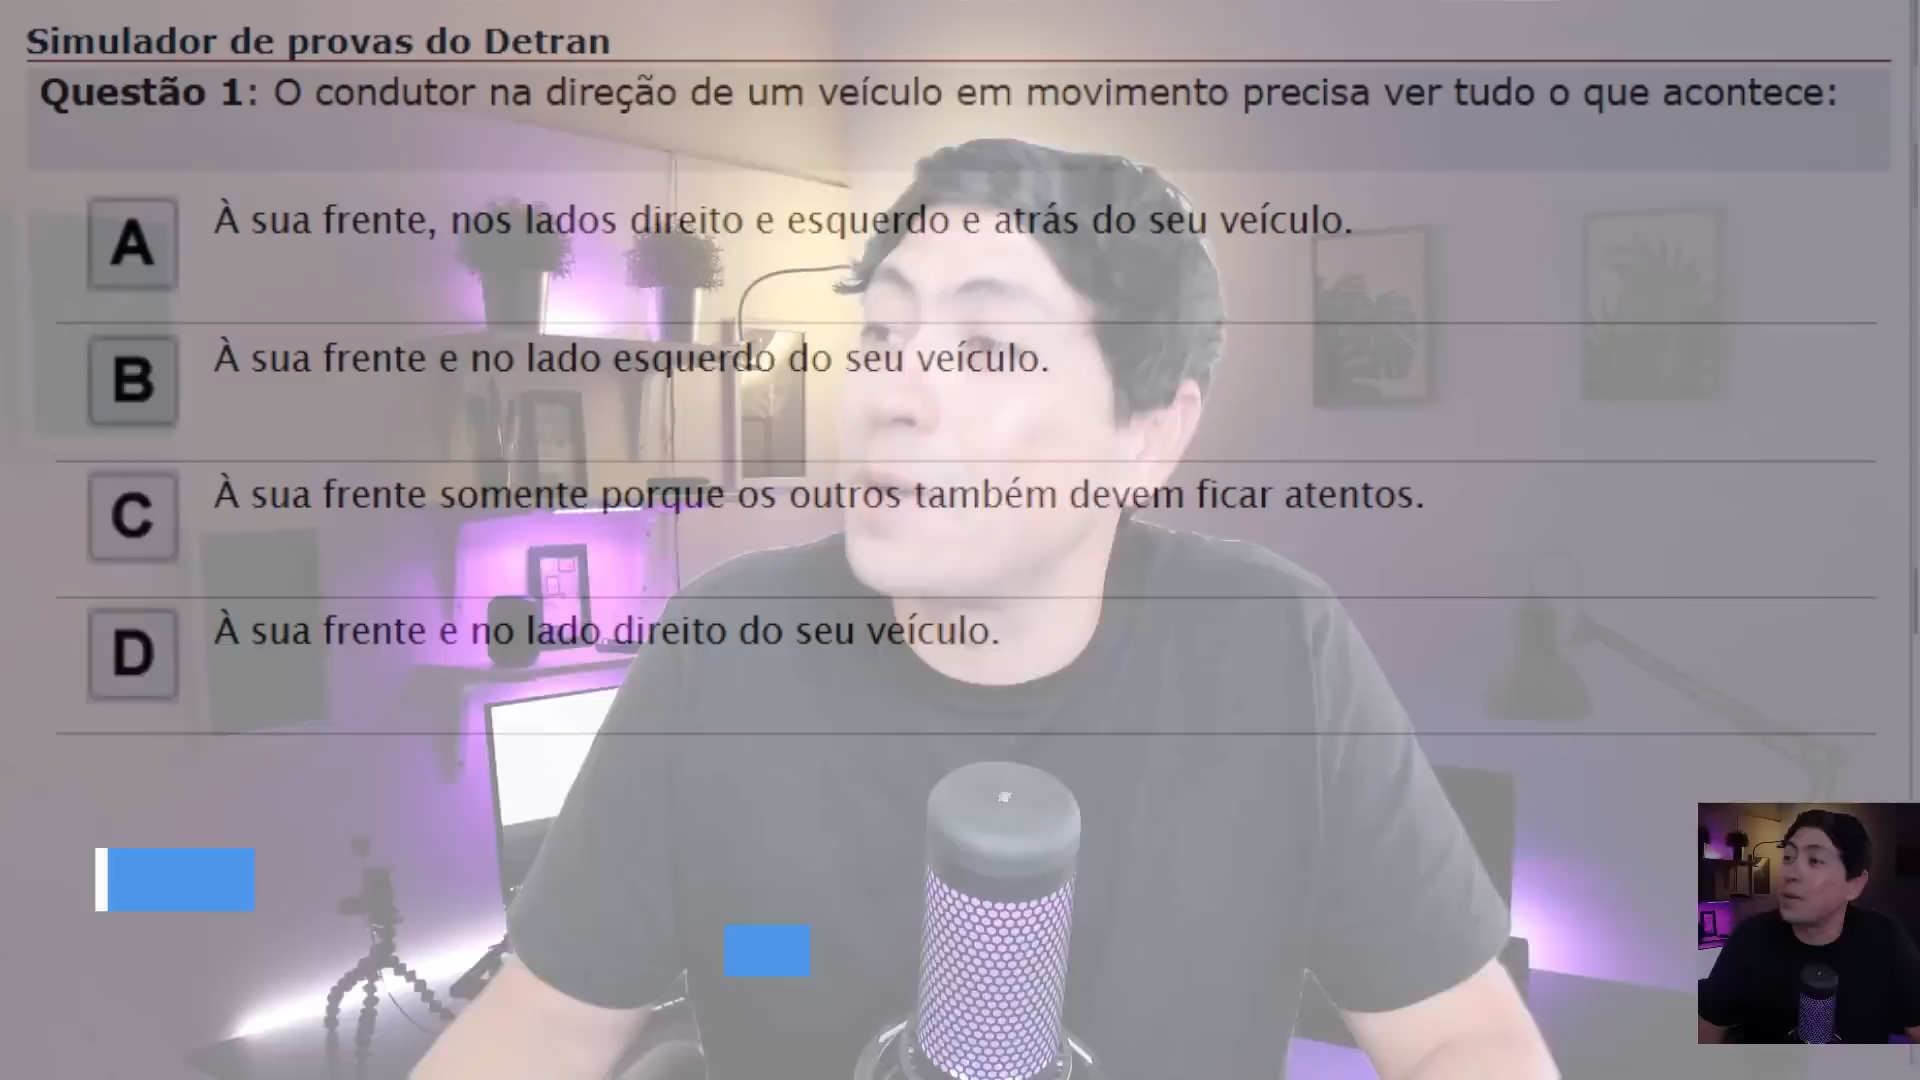 Simulador de provas do Detran
Questão 1: O condutor na direção de um veículo em movimento precisa ver tudo o que acontece:
A À sua frente, nos lados direito e esquerdo e atrás do seu veículo.
B À sua frente e no lado esquerdo do seu veículo.
C À sua frente somente porque os outros também devem ficar atentos.
D À sua frente e no lado direito do seu veículo.